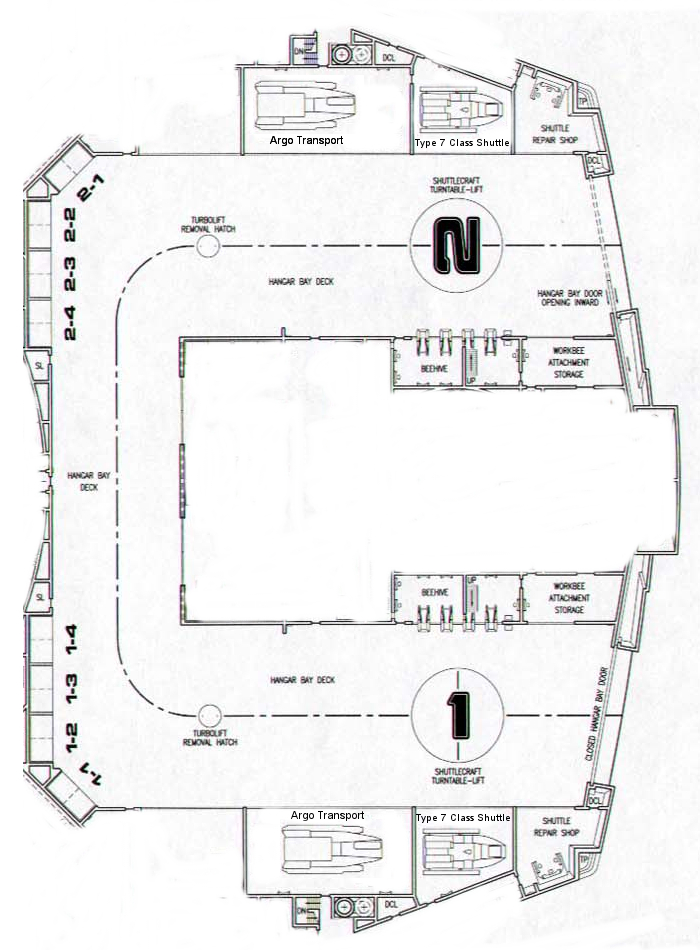 DN
DCL
Argo Transport
Type 7 Class Shuttle
TP
SHUTTLE
REPAIR SHOP
DCL
2-1
SHUTTLECRAFT
TURNTABLE-LIFT
2-2
TURBOLIFT
REMOVAL HATCH
2
2-3
HANGAR BAY DECK
HANGAR BAY DOOR
OPENING INWARD
2-4
SL
BEEHIVE
UP
WORKBEE
ATTACHMENT
STORAGE
HANGAR BAY
DECK
SL
BEEHIVE
UP
WORKBEE
ATTACHMENT
STORAGE
1-4
HANGAR BAY DECK
1-3
CLOSED HANGAR BAY DOOR
1
1-2
TURBOLIFT
REMOVAL HATCH
1-1
SHUTTLECRAFT
TURNTABLE-LIFT
DCL
Argo Transport
Type 7 Class Shuttle
SHUTTLE
REPAIR SHOP
TP
DN
DCL